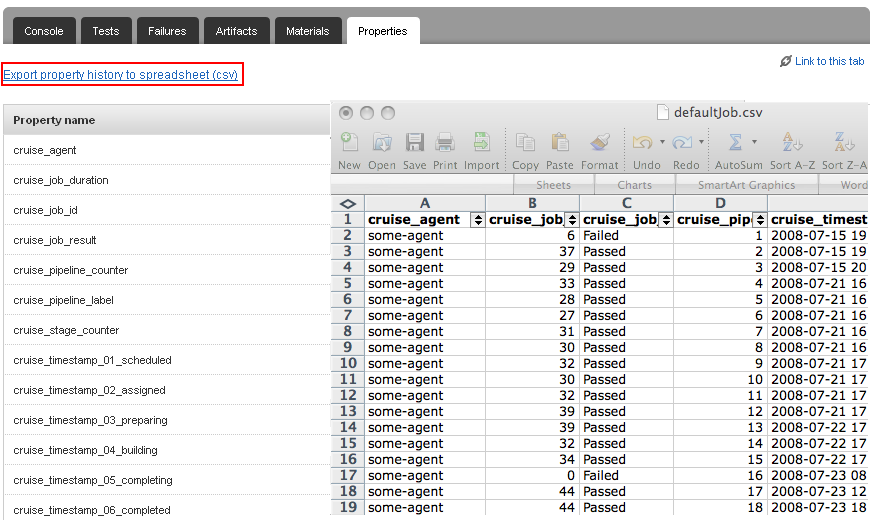 Console Tests Failures Artifacts Materials Properties
Link to this tab
Export property history to spreadsheet (csv)
Property name
cruise_agent
cruise_job_duration
cruise_job_id
cruise_job_result
cruise_pipeline_counter
cruise_pipeline_label
cruise_stage_counter
cruise_timestamp_01_scheduled
cruise_timestamp_02_assigned
cruise_timestamp_03_preparing
cruise_timestamp_04_building
cruise_timestamp_05_completing
cruise_timestamp_06_completed
defaultJob.csv
New Open Save Print Import Copy Paste Format Undo Redo AutoSum Sort A-Z Sort Z-A
Sheets Charts SmartArt Graphics Word
A B C D
1 cruise_agent cruise_job_ cruise_job_ cruise_pip cruise_timest
2 some-agent 6 Failed 1 2008-07-15 19
3 some-agent 37 Passed 2 2008-07-15 19
4 some-agent 29 Passed 3 2008-07-15 20
5 some-agent 33 Passed 4 2008-07-21 16
6 some-agent 28 Passed 5 2008-07-21 16
7 some-agent 27 Passed 6 2008-07-21 16
8 some-agent 31 Passed 7 2008-07-21 16
9 some-agent 30 Passed 8 2008-07-21 16
10 some-agent 32 Passed 9 2008-07-21 17
11 some-agent 30 Passed 10 2008-07-21 17
12 some-agent 32 Passed 11 2008-07-21 17
13 some-agent 39 Passed 12 2008-07-21 17
14 some-agent 39 Passed 13 2008-07-22 17
15 some-agent 32 Passed 14 2008-07-22 17
16 some-agent 34 Passed 15 2008-07-22 17
17 some-agent 0 Failed 16 2008-07-23 08
18 some-agent 44 Passed 17 2008-07-23 12
19 some-agent 44 Passed 18 2008-07-23 18